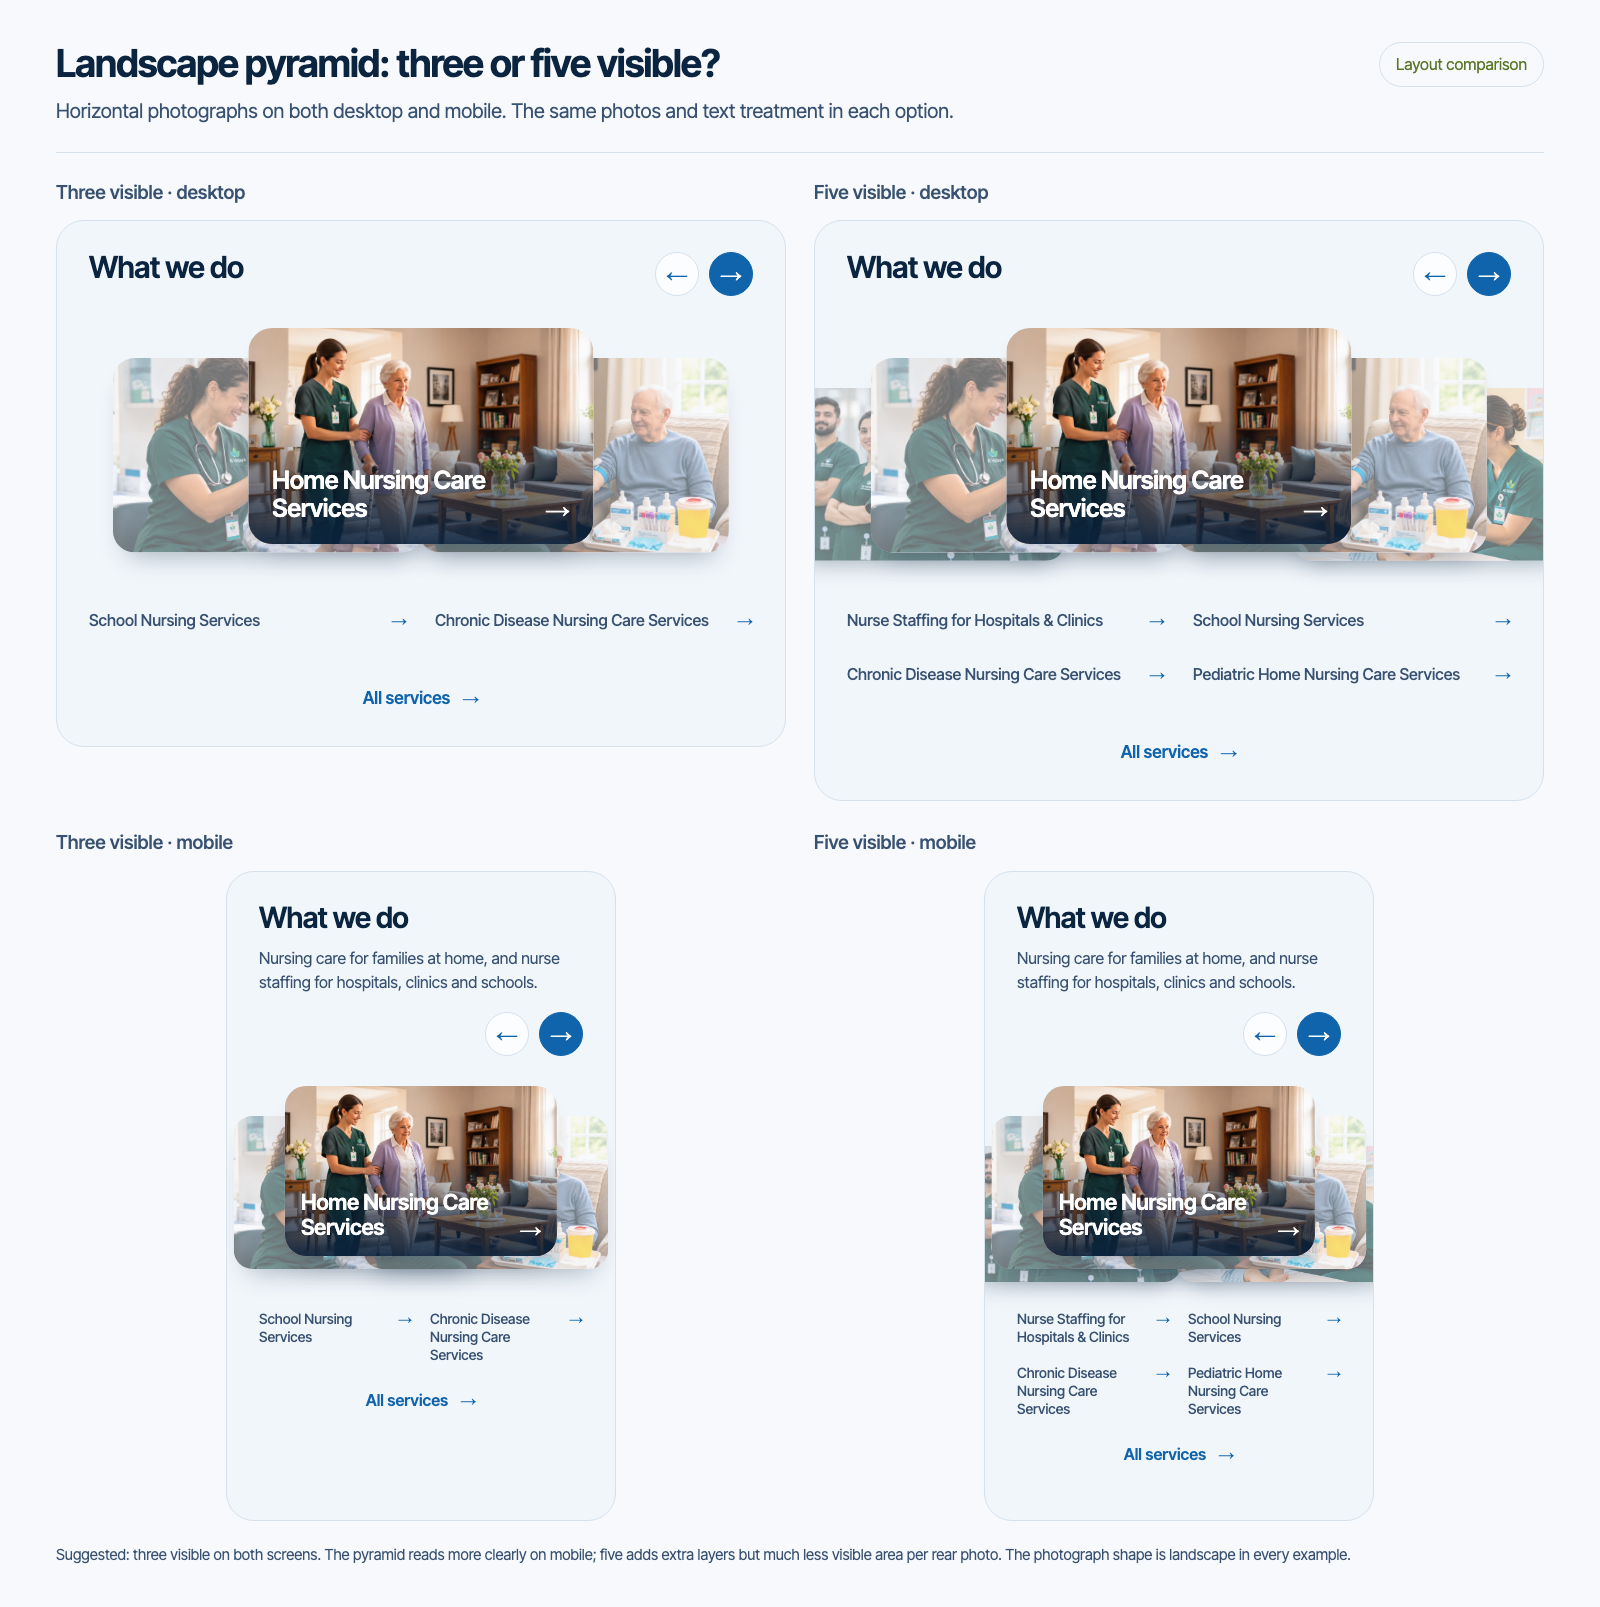 Landscape pyramid: three or five visible?
Layout comparison
Horizontal photographs on both desktop and mobile. The same photos and text treatment in each option.
Three visible · desktop
What we do
← →
Home Nursing Care
Services →
School Nursing Services →
Chronic Disease Nursing Care Services →
All services →
Five visible · desktop
What we do
← →
Home Nursing Care
Services →
Nurse Staffing for Hospitals & Clinics →
School Nursing Services →
Chronic Disease Nursing Care Services →
Pediatric Home Nursing Care Services →
All services →
Three visible · mobile
What we do
Nursing care for families at home, and nurse
staffing for hospitals, clinics and schools.
← →
Home Nursing Care
Services →
School Nursing →
Services
Chronic Disease →
Nursing Care
Services
All services →
Five visible · mobile
What we do
Nursing care for families at home, and nurse
staffing for hospitals, clinics and schools.
← →
Home Nursing Care
Services →
Nurse Staffing for →
Hospitals & Clinics
School Nursing →
Services
Chronic Disease →
Nursing Care
Services
Pediatric Home →
Nursing Care
Services
All services →
Suggested: three visible on both screens. The pyramid reads more clearly on mobile; five adds extra layers but much less visible area per rear photo. The photograph shape is landscape in every example.